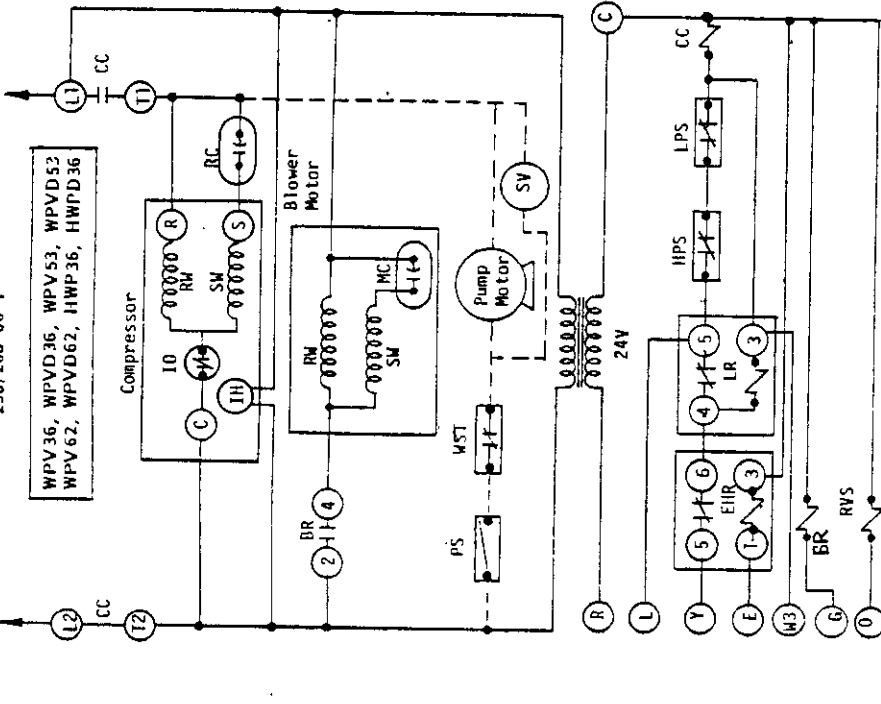 WPV36, WPVD36, WPV53, WPVD53
WPV62, WPVD62, HWP36, HWPD36
L1
CC
T1
L2
CC
T2
Compressor
RC
R
RW
S
SW
IO
C
IH
Blower
Motor
RW
SW
MC
BR
2
4
Pump
Motor
SV
WST
PS
24V
R
C
CC
LPS
HPS
L
5
3
LR
4
6
3
EHR
5
T
Y
E
W3
G
O
BR
RVS